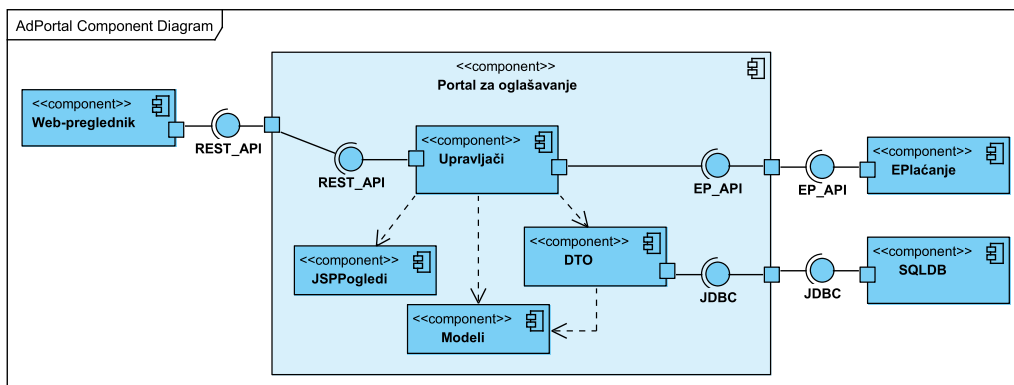 AdPortal Component Diagram
<<component>>
Portal za oglašavanje
<<component>>
Web-preglednik
REST_API
REST_API
<<component>>
Upravljači
EP_API
EP_API
<<component>>
EPlaćanje
<<component>>
JSPPogledi
<<component>>
DTO
JDBC
JDBC
<<component>>
SQLDB
<<component>>
Modeli